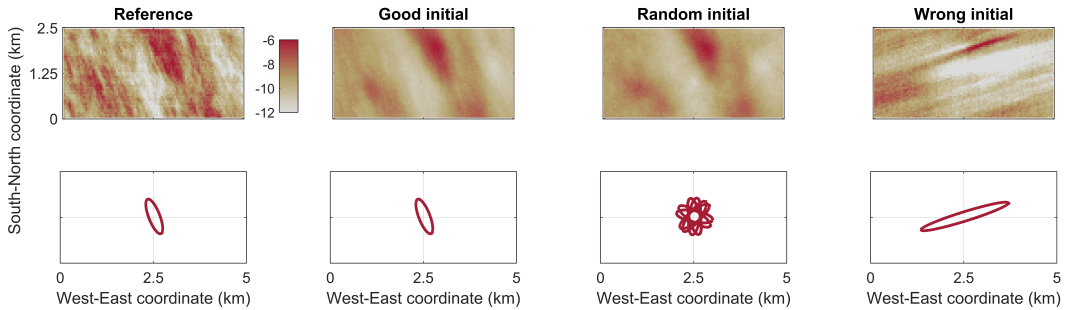 Reference Good initial Random initial Wrong initial
South-North coordinate (km)
2.5
1.25
0
-6
-8
-10
-12
0 2.5 5 0 2.5 5 0 2.5 5 0 2.5 5
West-East coordinate (km) West-East coordinate (km) West-East coordinate (km) West-East coordinate (km)